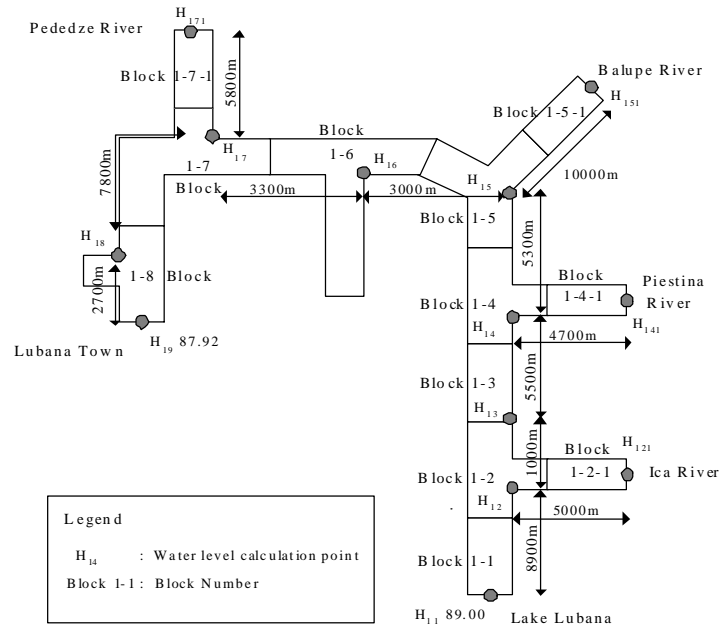 H171
Pededze River
Block 1-7-1
5800m
Balupe River
H151
Block 1-5-1
10000m
H17
Block
1-6
H16
1-7
Block
7800m
3300m
3000m
H15
Block 1-5
5300m
H18
1-8 Block
2700m
Block
1-4-1
Piestina
River
H141
Block 1-4
H14
4700m
H19 87.92
Lubana Town
5500m
Block 1-3
H13
1000m
Block
1-2-1
H121
Ica River
Block 1-2
H12
5000m
8900m
Block 1-1
H11 89.00
Lake Lubana
Legend
H14 : Water level calculation point
Block 1-1 : Block Number